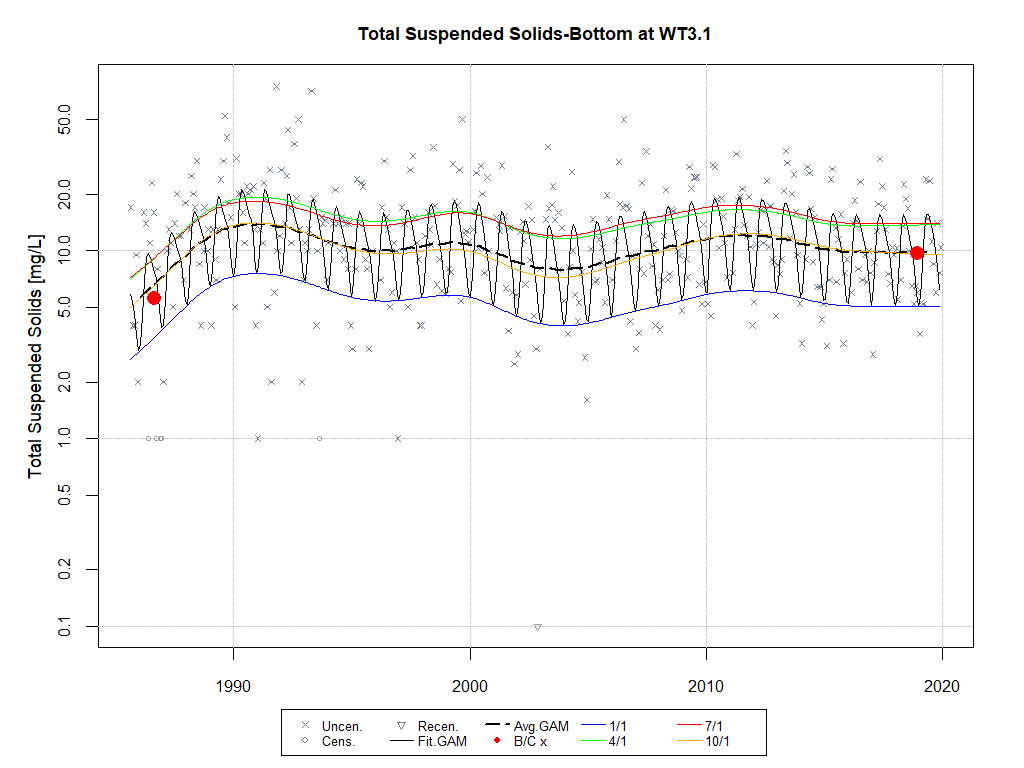 Total Suspended Solids-Bottom at WT3.1
Total Suspended Solids [mg/L]
50.0
20.0
10.0
5.0
2.0
1.0
0.5
0.2
0.1
1990 2000 2010 2020
Uncen. Recen. Avg.GAM 1/1 7/1
Cens. Fit.GAM B/C x 4/1 10/1